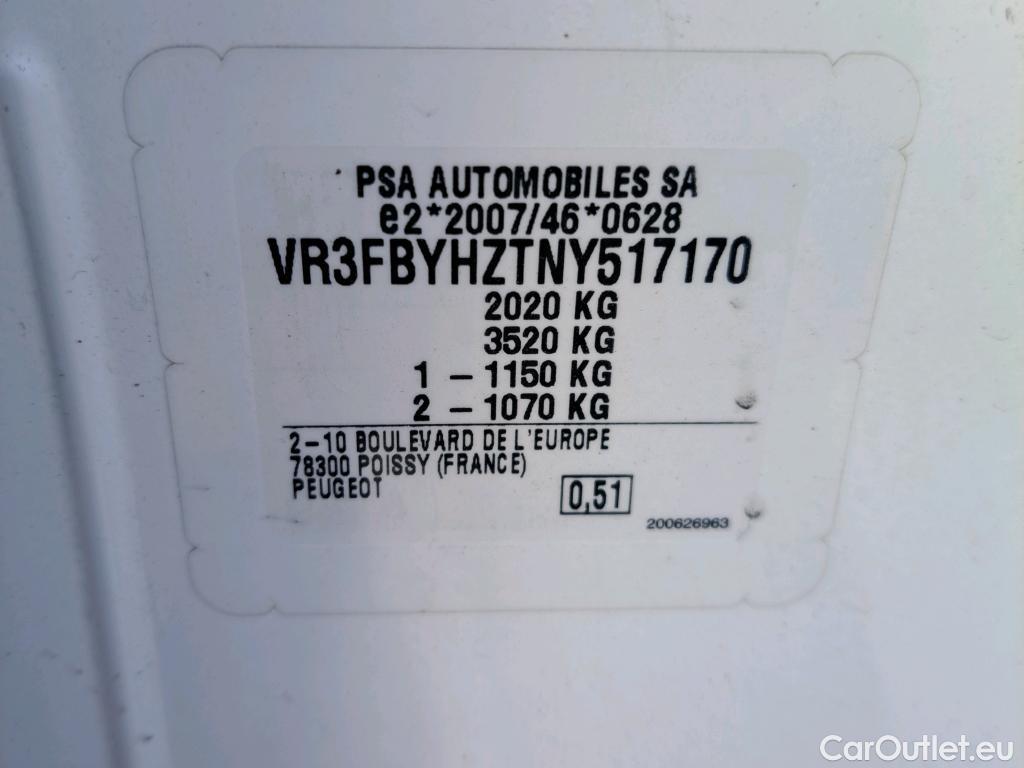 PSA AUTOMOBILES SA
e2*2007/46*0628
VR3FBYHZTNY517170
2020 KG
3520 KG
1 - 1150 KG
2 - 1070 KG
2-10 BOULEVARD DE L'EUROPE
78300 POISSY (FRANCE)
PEUGEOT
0,51
200626963
CarOutlet.eu